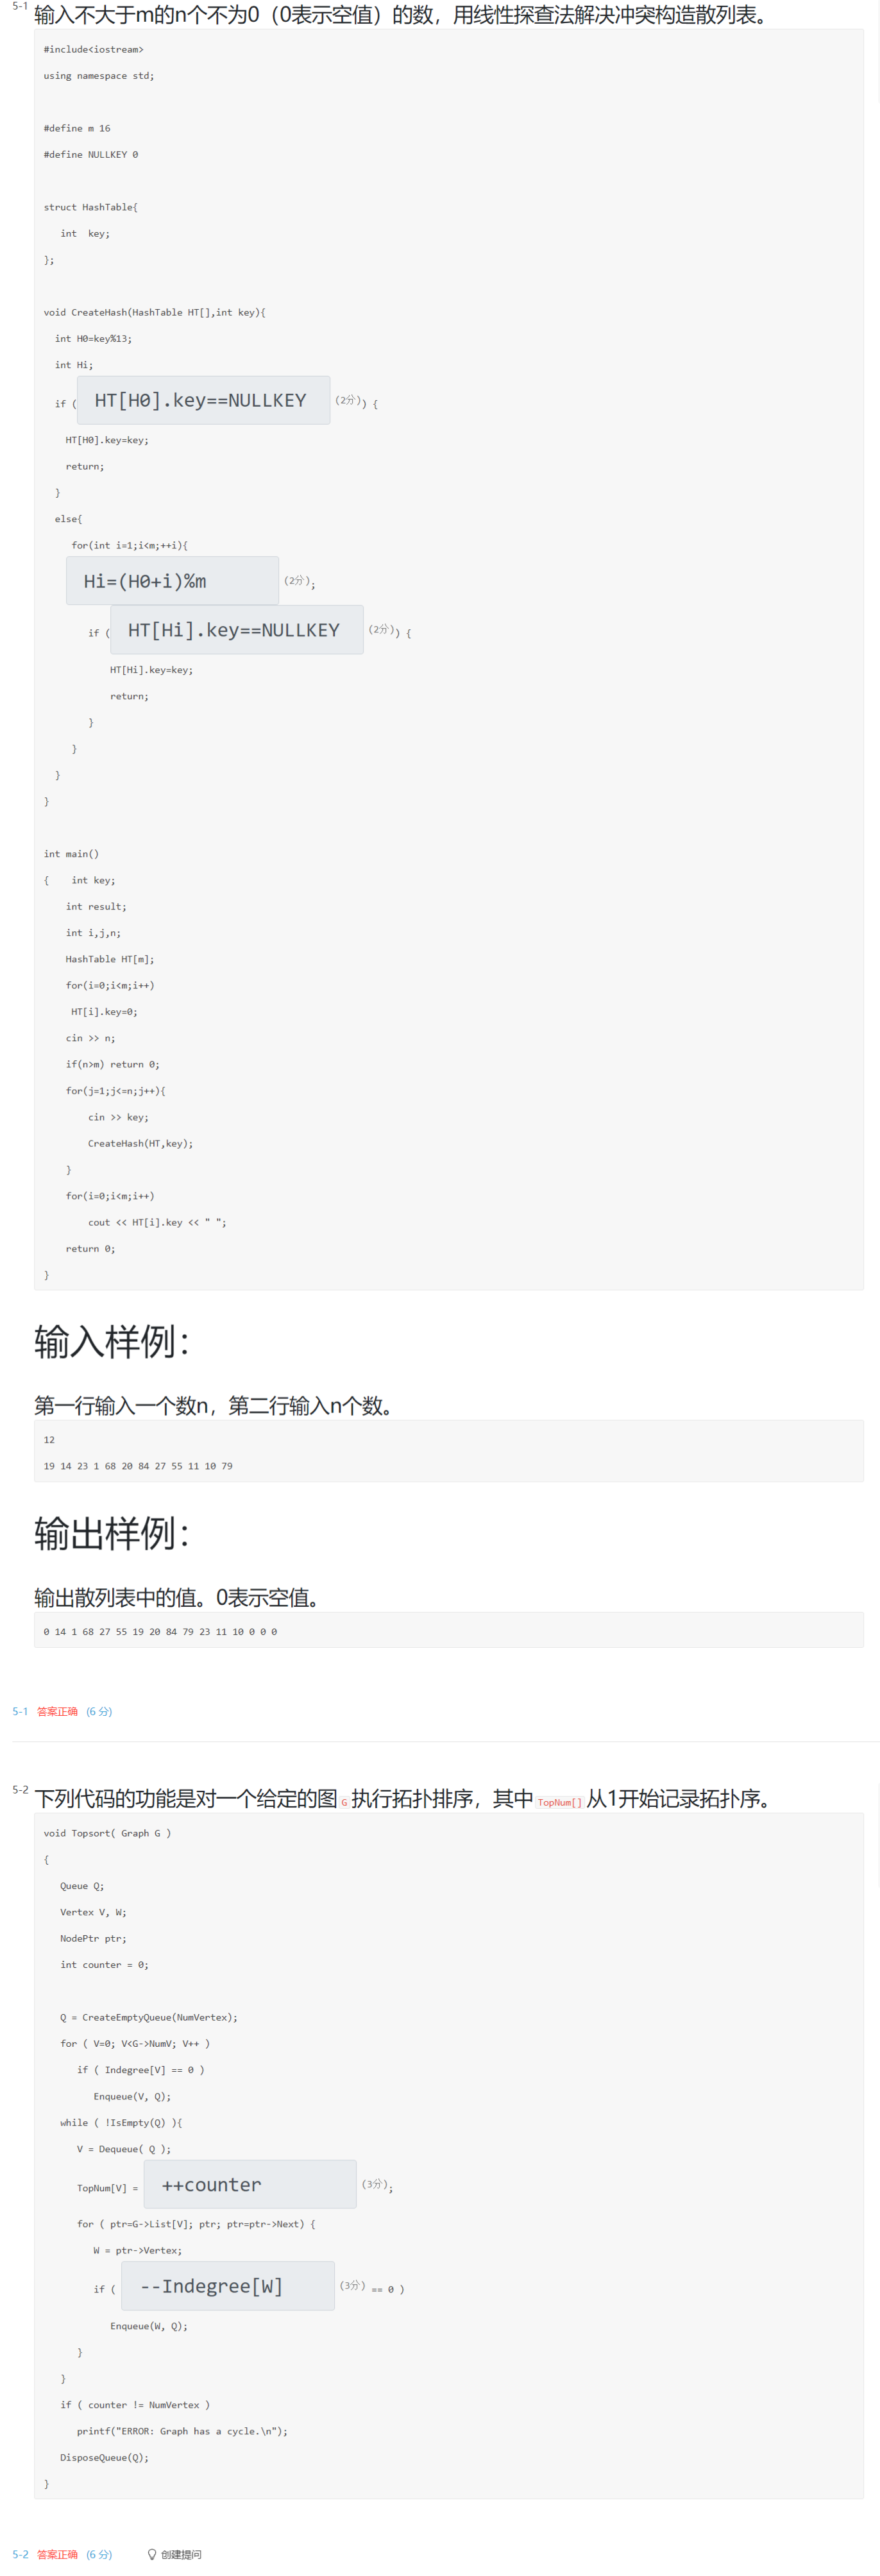 5-1 输入不大于m的n个不为0（0表示空值）的数，用线性探查法解决冲突构造散列表。
#include<iostream>
using namespace std;
#define m 16
#define NULLKEY 0
struct HashTable{
int  key;
};
void CreateHash(HashTable HT[],int key){
int H0=key%13;
int Hi;
if (HT[H0].key==NULLKEY (2分)) {
HT[H0].key=key;
return;
}
else{
for(int i=1;i<m;++i){
Hi=(H0+i)%m (2分);
if (HT[Hi].key==NULLKEY (2分)) {
HT[Hi].key=key;
return;
}
}
}
}
int main()
{    int key;
int result;
int i,j,n;
HashTable HT[m];
for(i=0;i<m;i++)
HT[i].key=0;
cin >> n;
if(n>m) return 0;
for(j=1;j<=n;j++){
cin >> key;
CreateHash(HT,key);
}
for(i=0;i<m;i++)
cout << HT[i].key << " ";
return 0;
}
输入样例：
第一行输入一个数n，第二行输入n个数。
12
19 14 23 1 68 20 84 27 55 11 10 79
输出样例：
输出散列表中的值。0表示空值。
0 14 1 68 27 55 19 20 84 79 23 11 10 0 0 0
5-1 答案正确 (6 分)
5-2 下列代码的功能是对一个给定的图G执行拓扑排序，其中TopNum[]从1开始记录拓扑序。
void Topsort( Graph G )
{
Queue Q;
Vertex V, W;
NodePtr ptr;
int counter = 0;
Q = CreateEmptyQueue(NumVertex);
for ( V=0; V<G->NumV; V++ )
if ( Indegree[V] == 0 )
Enqueue(V, Q);
while ( !IsEmpty(Q) ){
V = Dequeue( Q );
TopNum[V] = ++counter (3分);
for ( ptr=G->List[V]; ptr; ptr=ptr->Next) {
W = ptr->Vertex;
if ( --Indegree[W] (3分) == 0 )
Enqueue(W, Q);
}
}
if ( counter != NumVertex )
printf("ERROR: Graph has a cycle.\n");
DisposeQueue(Q);
}
5-2 答案正确 (6 分) 创建提问